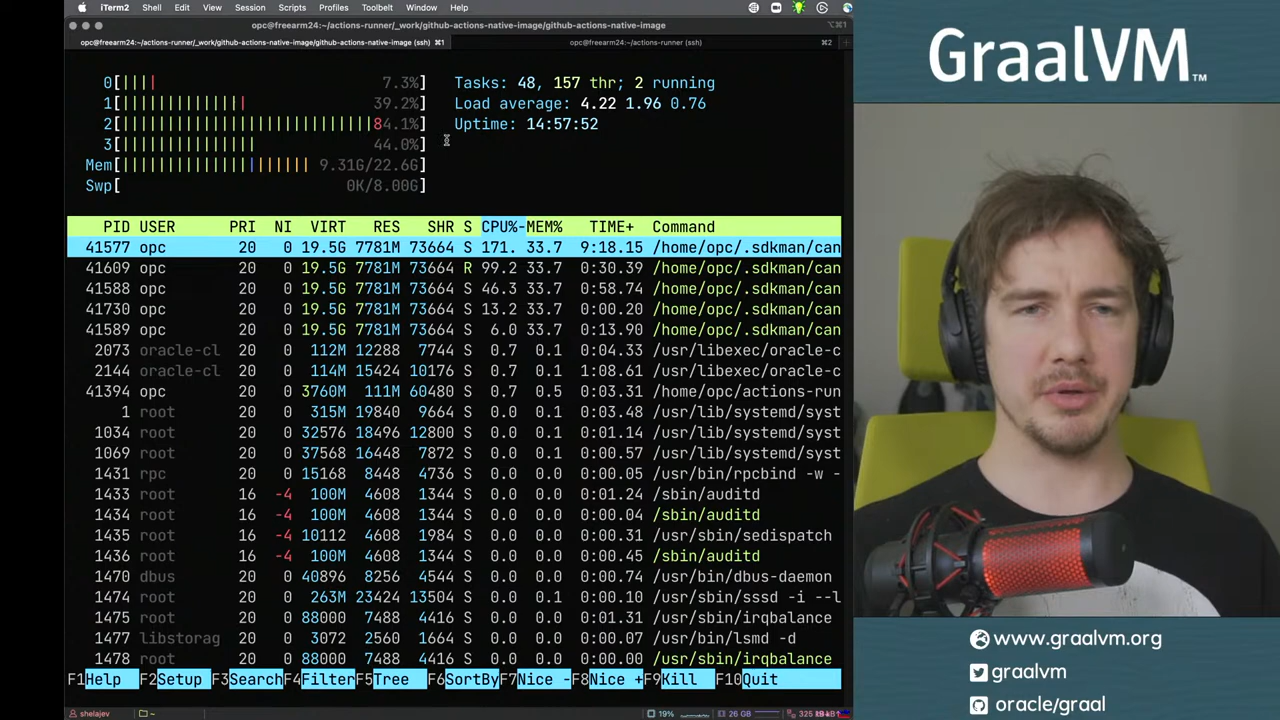 iTerm2 Shell Edit View Session Scripts Profiles Toolbelt Window Help
opc@freearm24:~/actions-runner/_work/github-actions-native-image/github-actions-native-image ⌥⌘1
opc@freearm24:~/actions-runner/_work/github-actions-native-image/github-actions-native-image (ssh) ⌘1 opc@freearm24:~/actions-runner (ssh) ⌘2
GraalVM™
0[|||| 7.3%] Tasks: 48, 157 thr; 2 running
1[|||||||||||||| 39.2%] Load average: 4.22 1.96 0.76
2[|||||||||||||||||||||||||||||84.1%] Uptime: 14:57:52
3[|||||||||||||||| 44.0%]
Mem[||||||||||||||||||||||| 9.31G/22.6G]
Swp[ 0K/8.00G]
PID USER PRI NI VIRT RES SHR S CPU%-MEM% TIME+ Command
41577 opc 20 0 19.5G 7781M 73664 S 171. 33.7 9:18.15 /home/opc/.sdkman/can
41609 opc 20 0 19.5G 7781M 73664 R 99.2 33.7 0:30.39 /home/opc/.sdkman/can
41588 opc 20 0 19.5G 7781M 73664 S 46.3 33.7 0:58.74 /home/opc/.sdkman/can
41730 opc 20 0 19.5G 7781M 73664 S 13.2 33.7 0:00.20 /home/opc/.sdkman/can
41589 opc 20 0 19.5G 7781M 73664 S 6.0 33.7 0:13.90 /home/opc/.sdkman/can
2073 oracle-cl 20 0 112M 12288 7744 S 0.7 0.1 0:04.33 /usr/libexec/oracle-c
2144 oracle-cl 20 0 114M 15424 10176 S 0.7 0.1 1:08.61 /usr/libexec/oracle-c
41394 opc 20 0 3760M 111M 60480 S 0.7 0.5 0:03.31 /home/opc/actions-run
1 root 20 0 315M 19840 9664 S 0.0 0.1 0:03.48 /usr/lib/systemd/syst
1034 root 20 0 32576 18496 12800 S 0.0 0.1 0:01.14 /usr/lib/systemd/syst
1069 root 20 0 37568 16448 7872 S 0.0 0.1 0:00.57 /usr/lib/systemd/syst
1431 rpc 20 0 15168 8448 4736 S 0.0 0.0 0:00.05 /usr/bin/rpcbind -w -
1433 root 16 -4 100M 4608 1344 S 0.0 0.0 0:01.24 /sbin/auditd
1434 root 16 -4 100M 4608 1344 S 0.0 0.0 0:00.00 /sbin/auditd
1435 root 16 -4 10112 4608 1984 S 0.0 0.0 0:00.31 /usr/sbin/sedispatch
1436 root 16 -4 100M 4608 1344 S 0.0 0.0 0:00.45 /sbin/auditd
1470 dbus 20 0 40896 8256 4544 S 0.0 0.0 0:00.74 /usr/bin/dbus-daemon
1474 root 20 0 263M 23424 13504 S 0.0 0.1 0:00.10 /usr/sbin/sssd -i --l
1475 root 20 0 88000 7488 4416 S 0.0 0.0 0:01.31 /usr/sbin/irqbalance
1477 libstorag 20 0 3072 2560 1664 S 0.0 0.0 0:00.07 /usr/bin/lsmd -d
1478 root 20 0 88000 7488 4416 S 0.0 0.0 0:00.00 /usr/sbin/irqbalance
F1Help F2Setup F3SearchF4FilterF5Tree F6SortByF7Nice -F8Nice +F9Kill F10Quit
shelajev ~ 19% 26 GB
www.graalvm.org
graalvm
oracle/graal